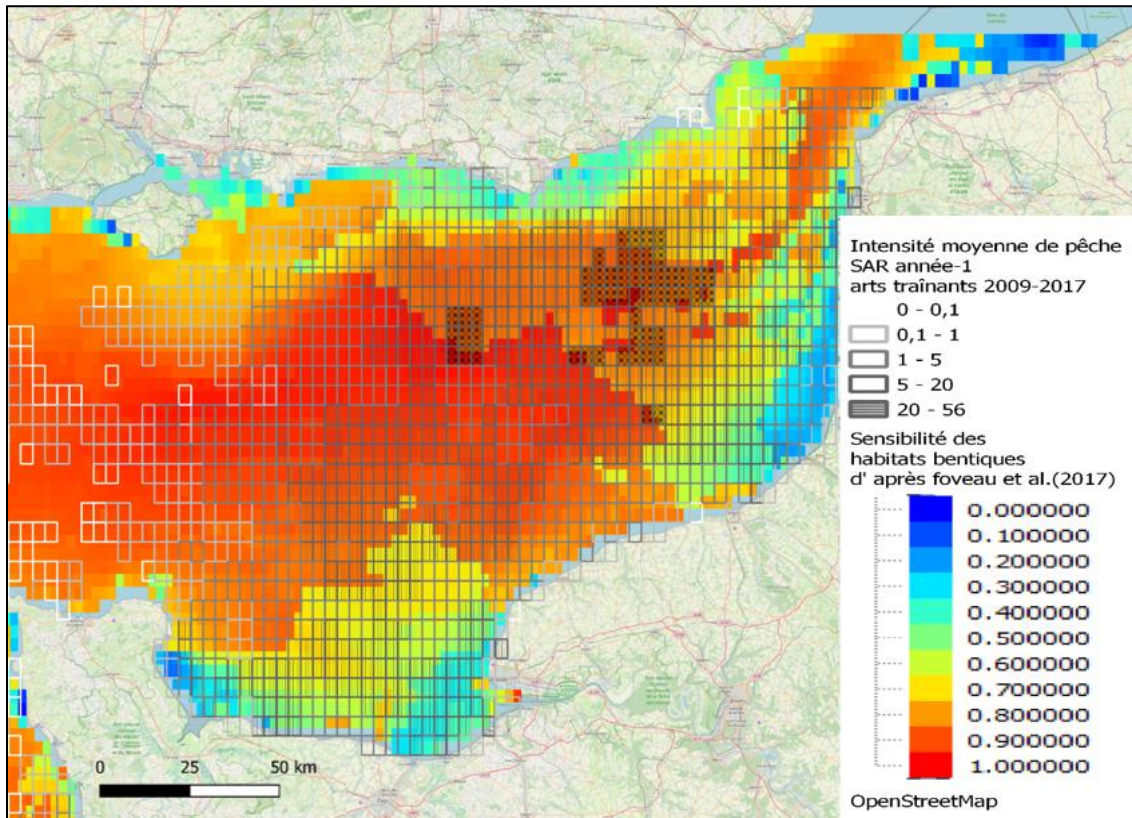 Intensité moyenne de pêche
SAR année-1
arts traînants 2009-2017
0 - 0,1
0,1 - 1
1 - 5
5 - 20
20 - 56
Sensibilité des
habitats bentiques
d' après foveau et al.(2017)
0.000000
0.100000
0.200000
0.300000
0.400000
0.500000
0.600000
0.700000
0.800000
0.900000
1.000000
OpenStreetMap
0 25 50 km